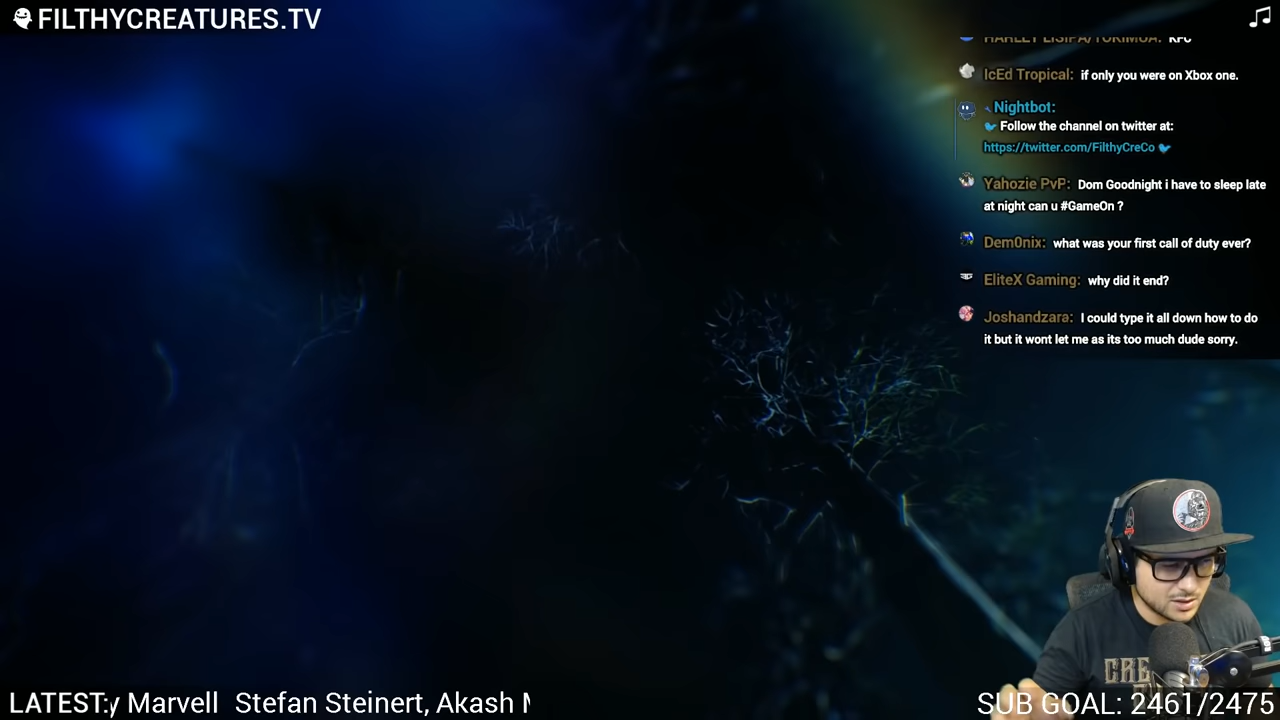 FILTHYCREATURES.TV
KFC
IcEd Tropical: if only you were on Xbox one.
Nightbot:
Follow the channel on twitter at:
https://twitter.com/FilthyCreCo
Yahozie PvP: Dom Goodnight i have to sleep late
at night can u #GameOn ?
Dem0nix: what was your first call of duty ever?
EliteX Gaming: why did it end?
Joshandzara: I could type it all down how to do
it but it wont let me as its too much dude sorry.
LATEST:y Marvell Stefan Steinert, Akash
SUB GOAL: 2461/2475